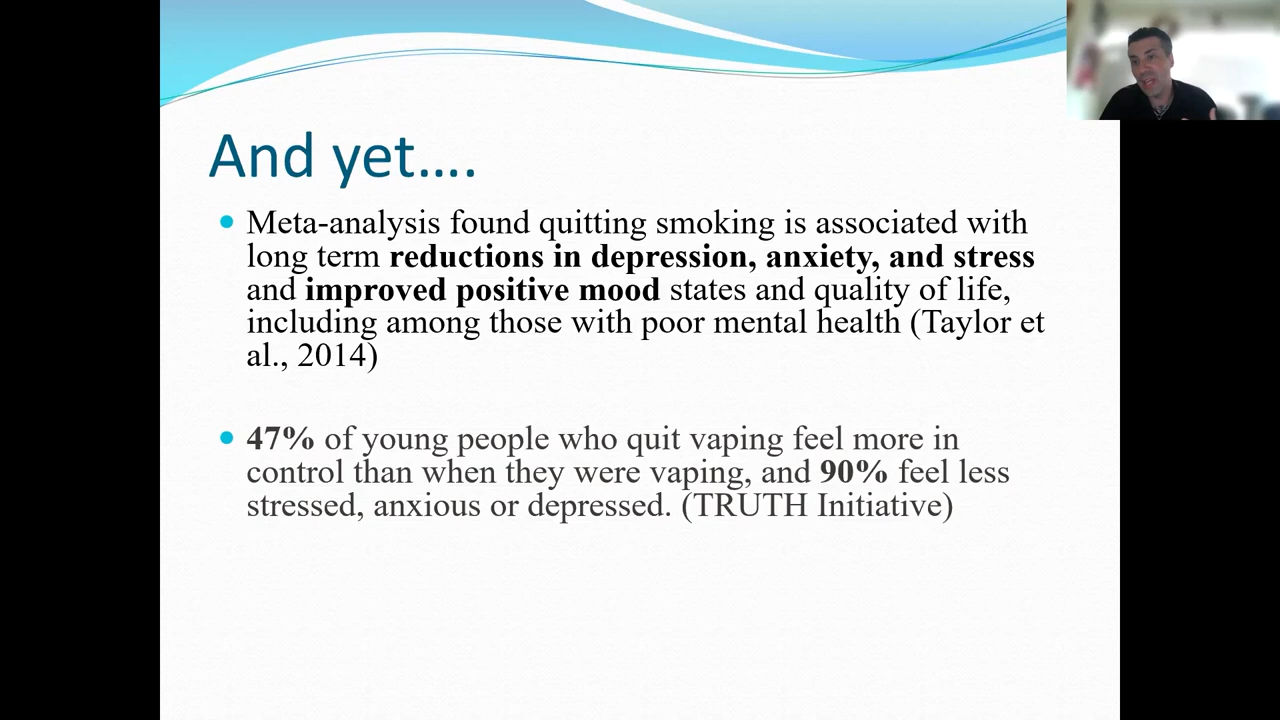 And yet....
Meta-analysis found quitting smoking is associated with
long term reductions in depression, anxiety, and stress
and improved positive mood states and quality of life,
including among those with poor mental health (Taylor et
al., 2014)
47% of young people who quit vaping feel more in
control than when they were vaping, and 90% feel less
stressed, anxious or depressed. (TRUTH Initiative)